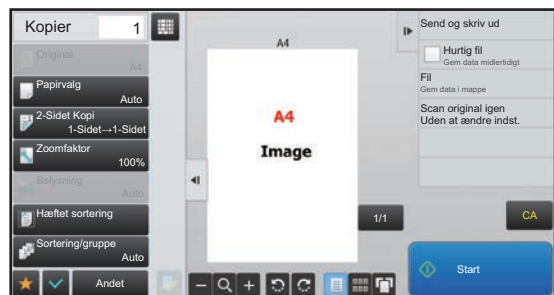 Kopier 1
Original
A4
Papirvalg
Auto
2-Sidet Kopi
1-Sidet→1-Sidet
Zoomfaktor
100%
Belysning
Auto
Hæftet sortering
Sortering/gruppe
Auto
Andet
A4
A4
Image
1/1
Send og skriv ud
Hurtig fil
Gem data midlertidigt
Fil
Gem data i mappe
Scan original igen
Uden at ændre indst.
CA
Start